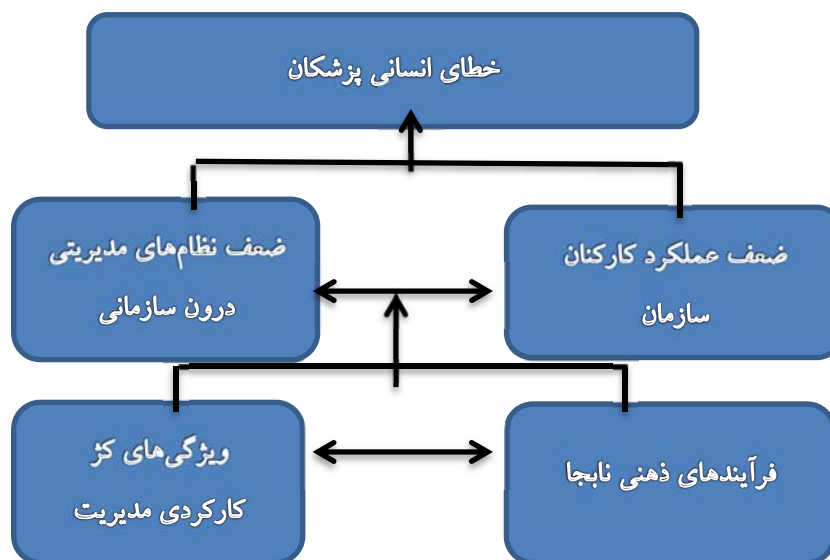 خطای انسانی پزشکان
ضعف عملکرد کارکنان
سازمان
ضعف نظام‌های مدیریتی
درون سازمانی
فرآیندهای ذهنی نابجا
ویژگی‌های کژ
کارکردی مدیریت